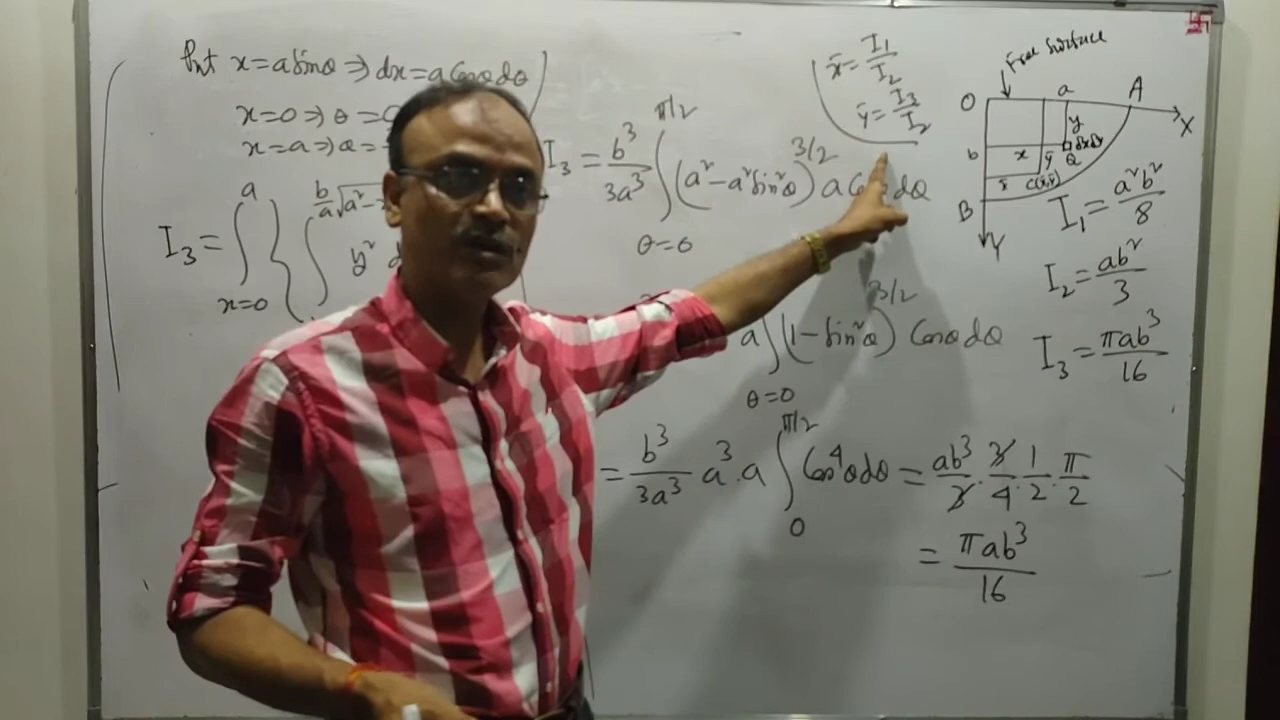 Put x = a sinθ ⇒ dx = a cosθ dθ
x = 0 ⇒ θ = 0
x = a ⇒ θ =
I₃ = ∫_{x=0}^{a} { ∫^{b/a √a²-} y² d
I₃ = b³/3a³ ∫_{θ=0}^{π/2} (a² - a² sin²θ)^{3/2} a Cosθ dθ
a ∫_{θ=0} (1 - sin²θ)^{3/2} Cosθ dθ
= b³/3a³ a³.a ∫_0^{π/2} Cos⁴θ dθ = ab³/3 . 3/4 . 1/2 . π/2
= πab³/16
x̄ = I₁/I₂
ȳ = I₃/I₂
Free surface
O a A
X
y
dxdy
b x ȳ Q
x̄ C(x̄,ȳ)
B
Y
I₁ = a²b²/8
I₂ = ab²/3
I₃ = πab³/16